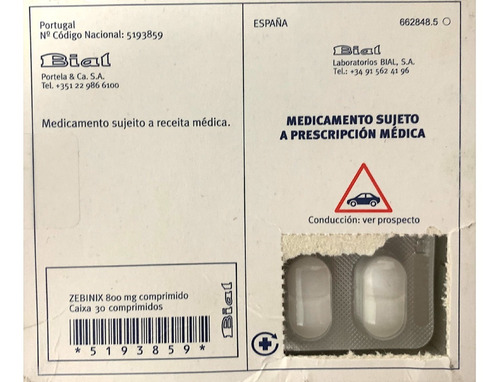 Portugal
Nº Código Nacional: 5193859
Bial
Portela & Ca. S.A.
Tel. +351 22 986 6100
Medicamento sujeito a receita médica.
ZEBINIX 800 mg comprimido
Caixa 30 comprimidos
*5193859*
Bial
ESPAÑA 662848.5
Bial
Laboratorios BIAL, S.A.
Tel.: +34 91 562 41 96
MEDICAMENTO SUJETO
A PRESCRIPCIÓN MÉDICA
Conducción: ver prospecto